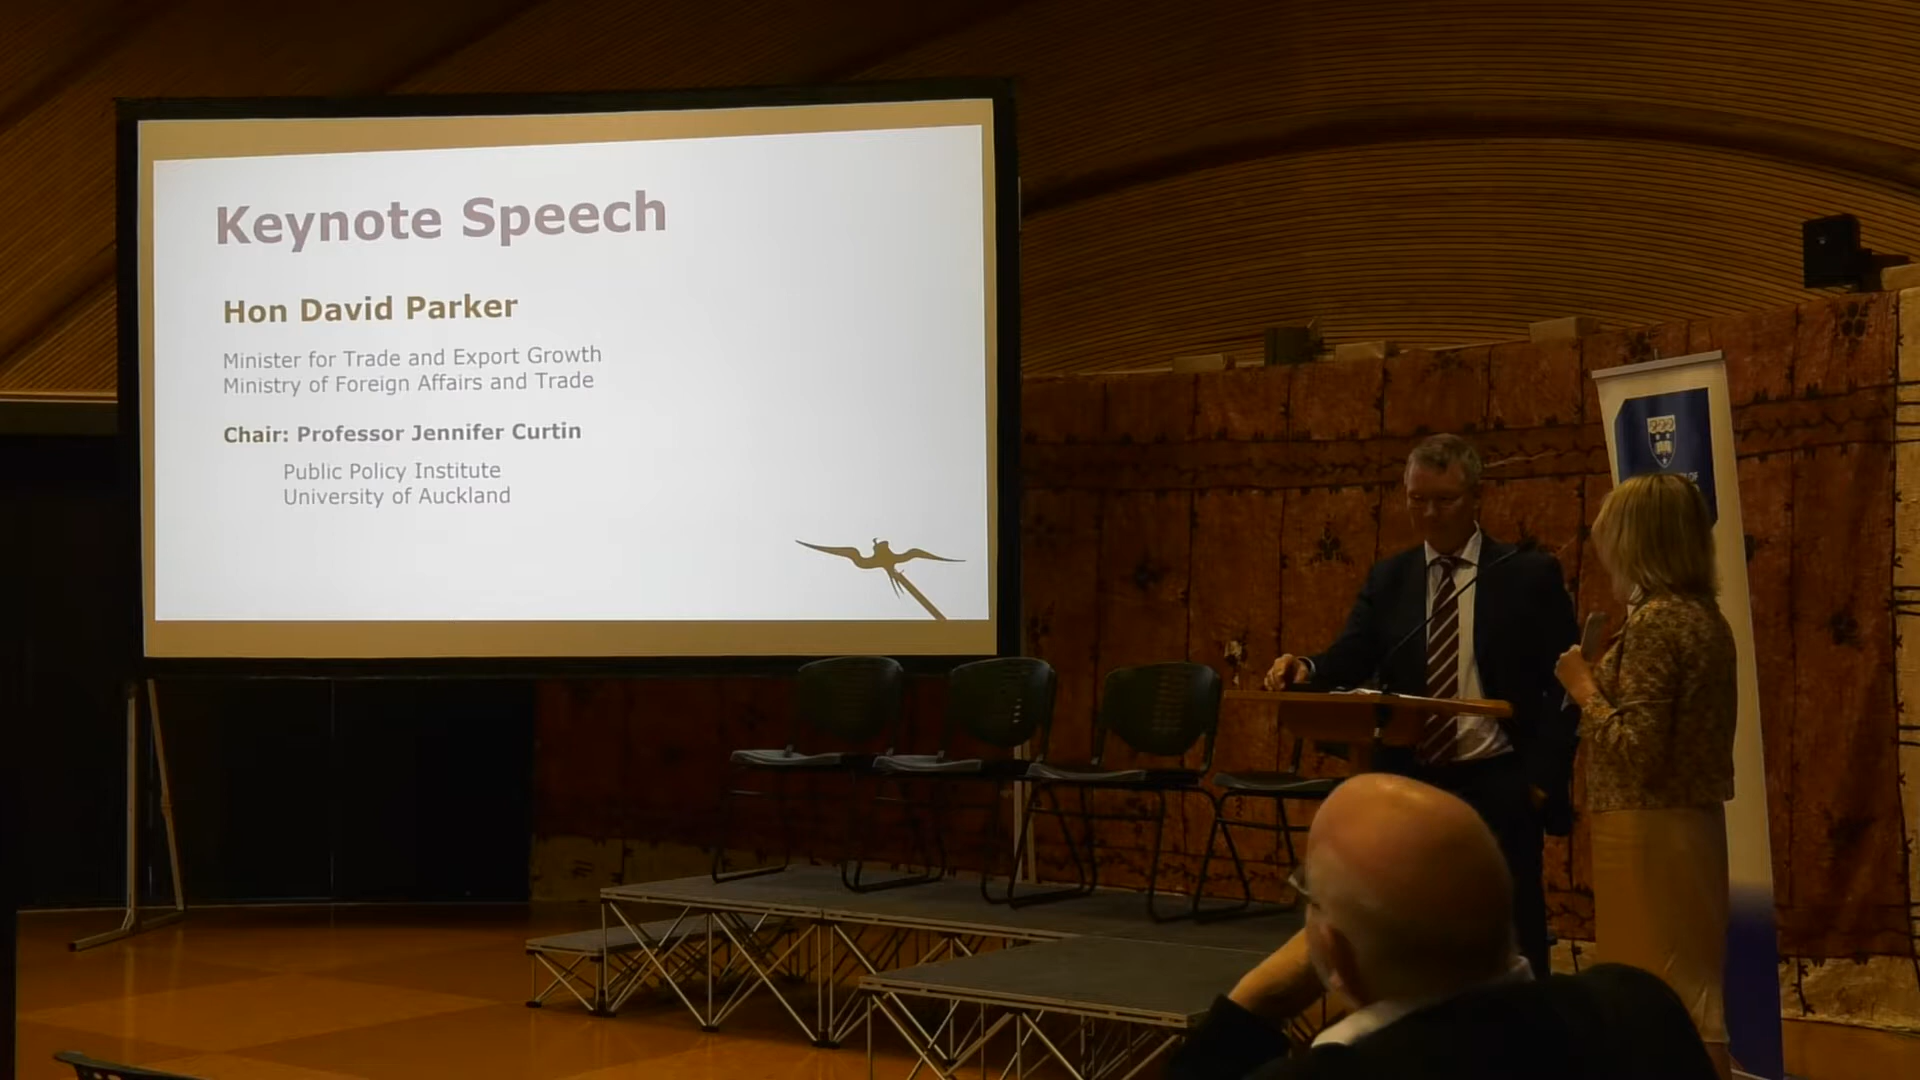 Keynote Speech
Hon David Parker
Minister for Trade and Export Growth
Ministry of Foreign Affairs and Trade
Chair: Professor Jennifer Curtin
Public Policy Institute
University of Auckland
OF